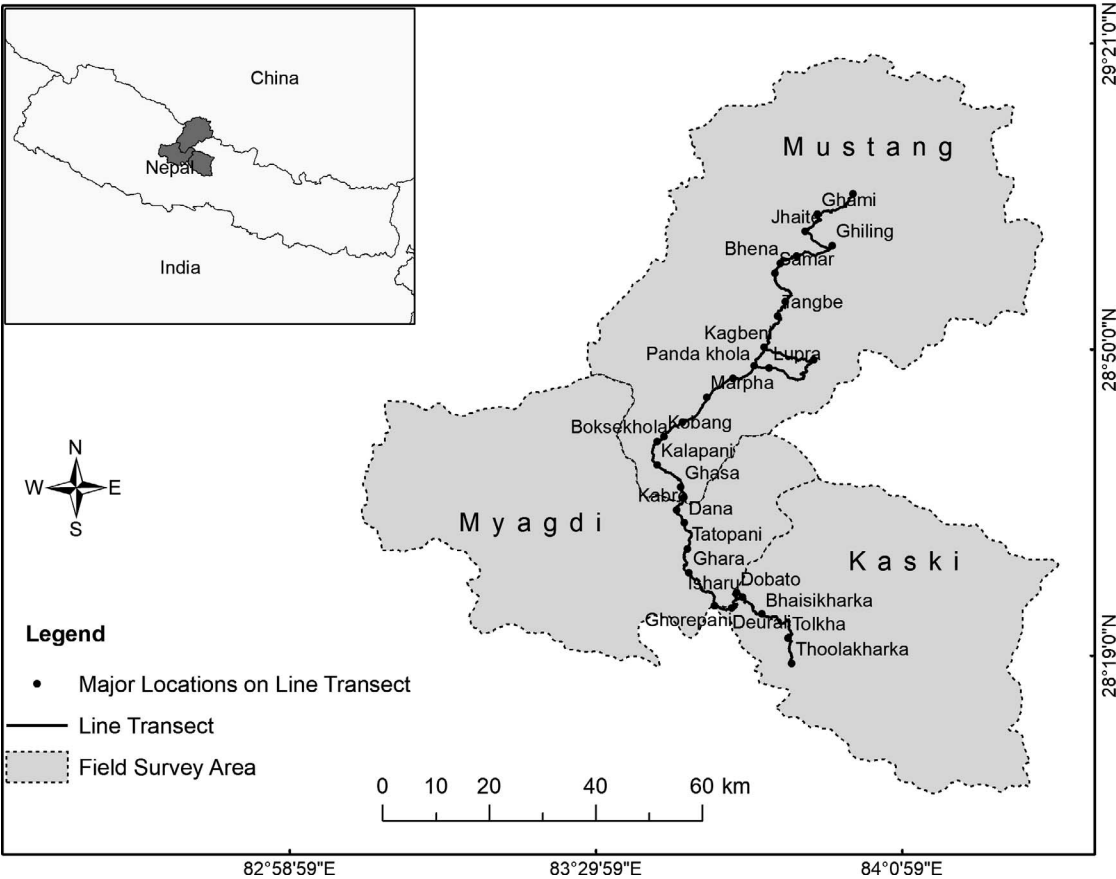 China
Nepal
India
29°21'0"N
Mustang
Ghami
Jhaite
Ghiling
Bhena
Samar
Tangbe
Kagbeni
28°50'0"N
Panda khola
Lupra
Marpha
Boksekhola
Kobang
Kalapani
Ghasa
Kabre
Dana
N
W
E
S
Myagdi
Tatopani
Ghara
Kaski
Isharu
Dobato
Bhaisikharka
Ghorepani
Deurali
Tolkha
Thoolakharka
28°19'0"N
Legend
Major Locations on Line Transect
Line Transect
Field Survey Area
0 10 20 40 60 km
82°58'59"E 83°29'59"E 84°0'59"E